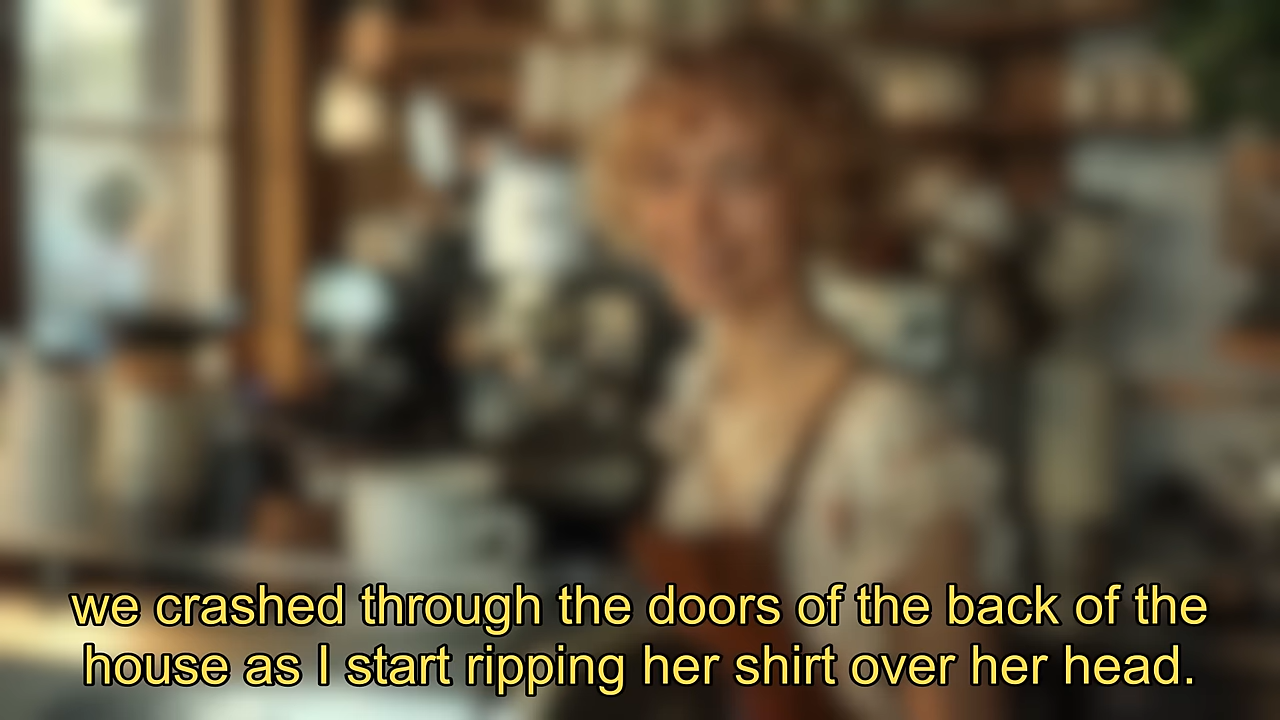 we crashed through the doors of the back of the
house as I start ripping her shirt over her head.